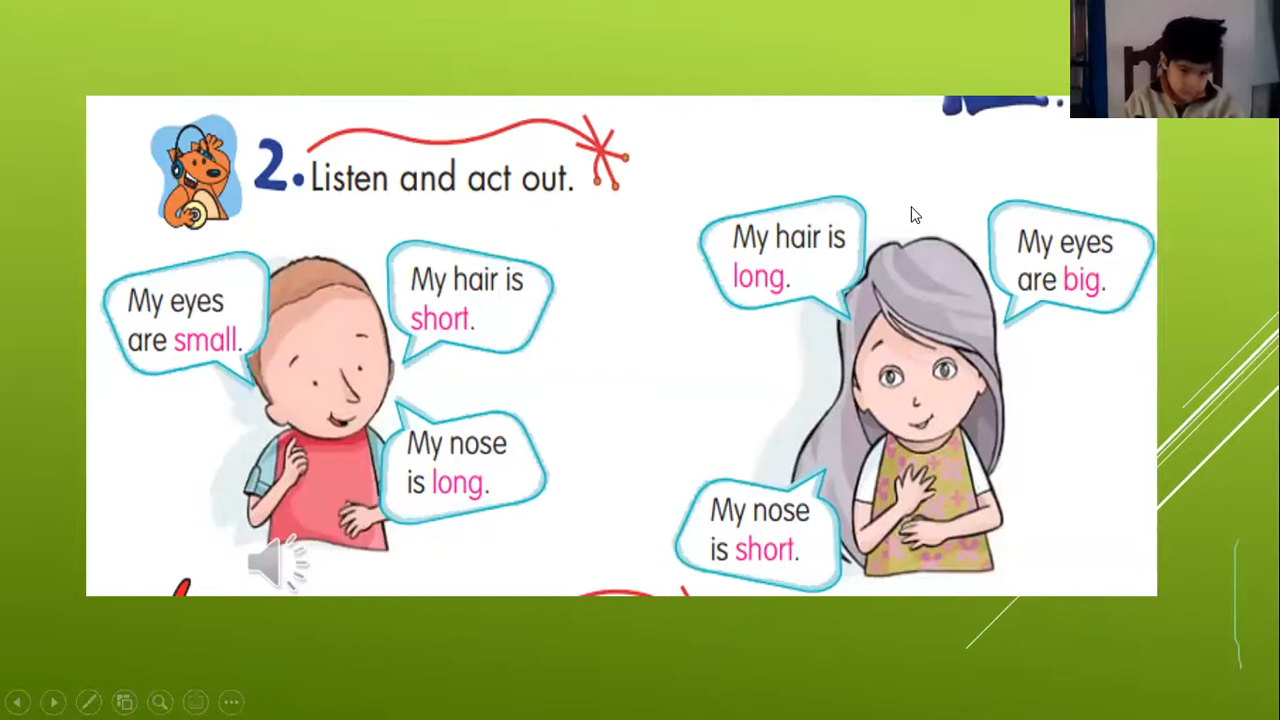 2. Listen and act out.
My eyes
are small.
My hair is
short.
My nose
is long.
My hair is
long.
My eyes
are big.
My nose
is short.